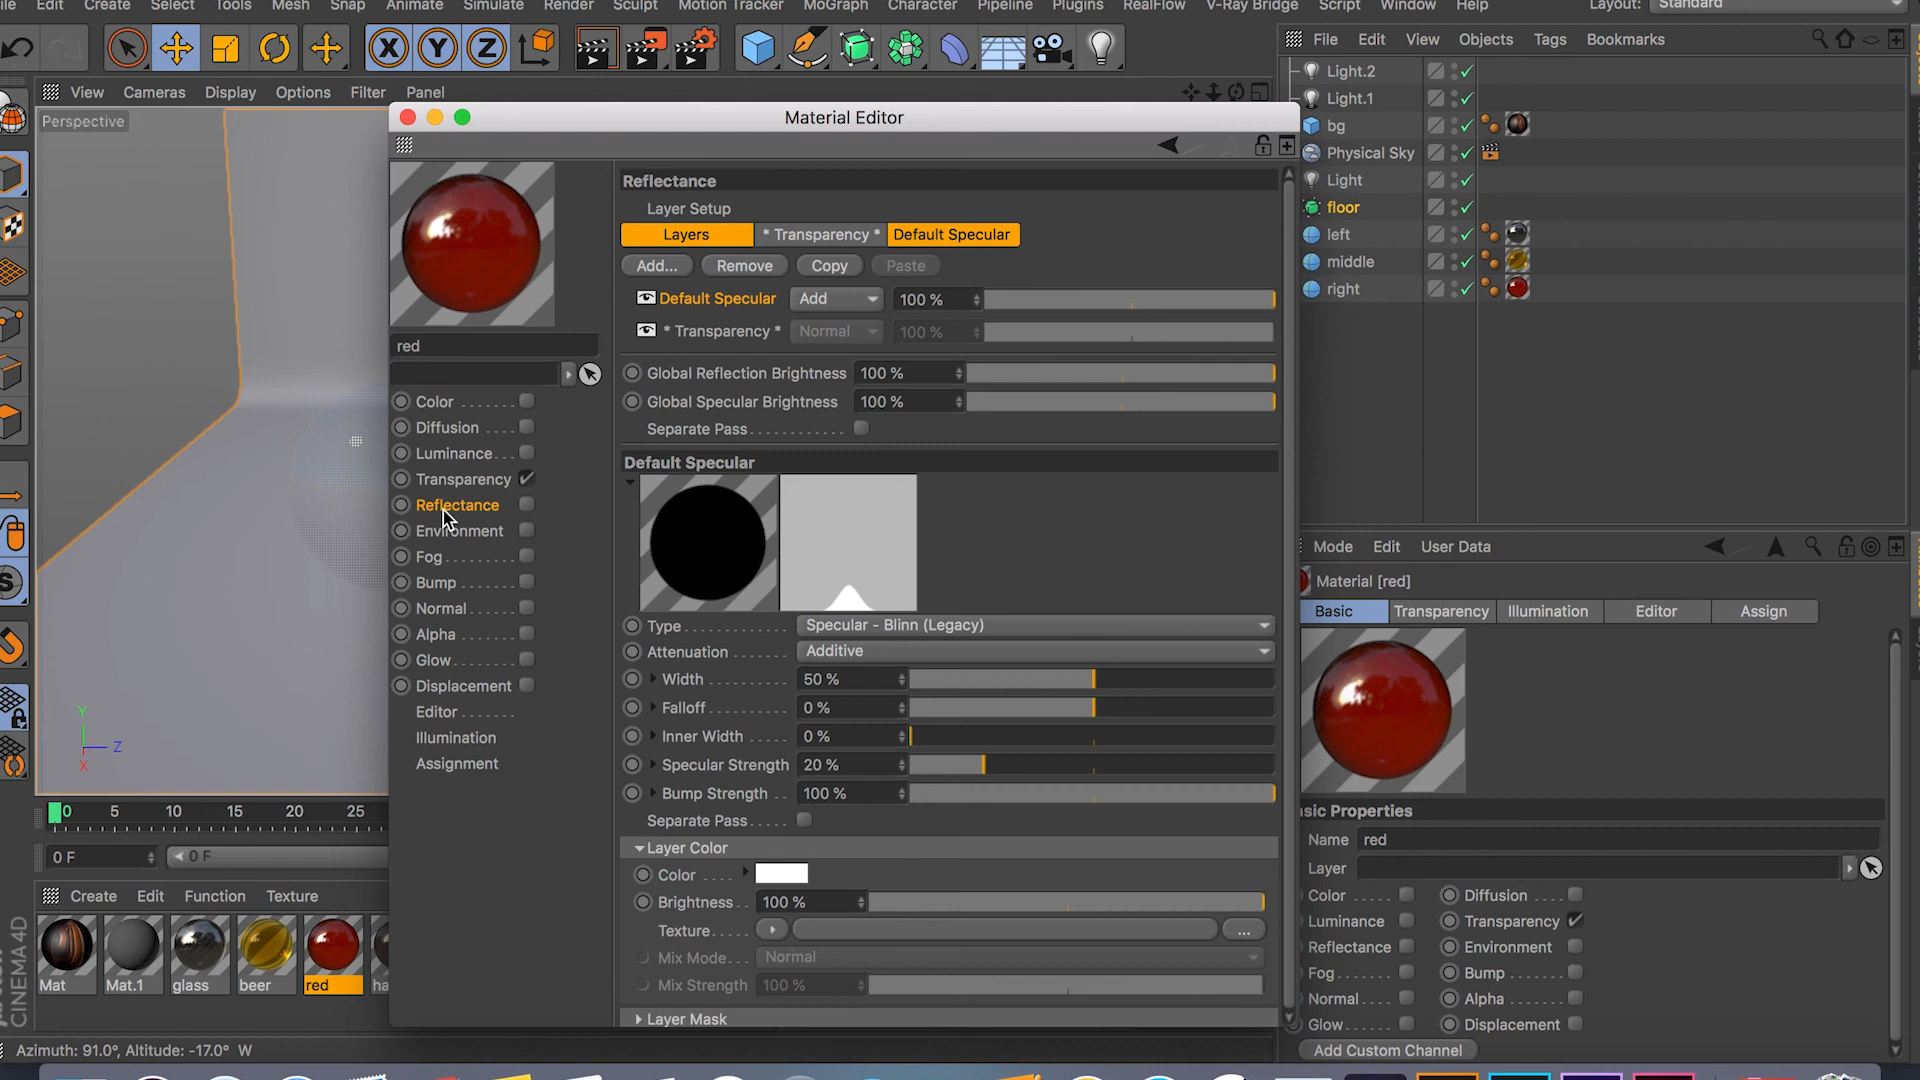 Edit Create Select Tools Mesh Snap Animate Simulate Render Sculpt Motion Tracker MoGraph Character Pipeline Plugins RealFlow V-Ray Bridge Script Window Help Layout: Standard
X Y Z
File Edit View Objects Tags Bookmarks
View Cameras Display Options Filter Panel
Perspective
Material Editor
Light.2
Light.1
bg
Physical Sky
Light
floor
left
middle
right
Reflectance
Layer Setup
Layers * Transparency * Default Specular
Add... Remove Copy Paste
Default Specular Add 100 %
* Transparency * Normal 100 %
Global Reflection Brightness 100 %
Global Specular Brightness 100 %
Separate Pass
red
Color
Diffusion
Luminance
Transparency
Reflectance
Environment
Fog
Bump
Normal
Alpha
Glow
Displacement
Editor
Illumination
Assignment
Default Specular
Type Specular - Blinn (Legacy)
Attenuation Additive
Width 50 %
Falloff 0 %
Inner Width 0 %
Specular Strength 20 %
Bump Strength 100 %
Separate Pass
Layer Color
Color
Brightness 100 %
Texture ...
Mix Mode Normal
Mix Strength 100 %
Layer Mask
Mode Edit User Data
Material [red]
Basic Transparency Illumination Editor Assign
sic Properties
Name red
Layer
Color Diffusion
Luminance Transparency
Reflectance Environment
Fog Bump
Normal Alpha
Glow Displacement
Add Custom Channel
Y
Z
X
0 5 10 15 20 25
0 F 0 F
Create Edit Function Texture
Mat Mat.1 glass beer red ha
CINEMA 4D
Azimuth: 91.0°, Altitude: -17.0° W